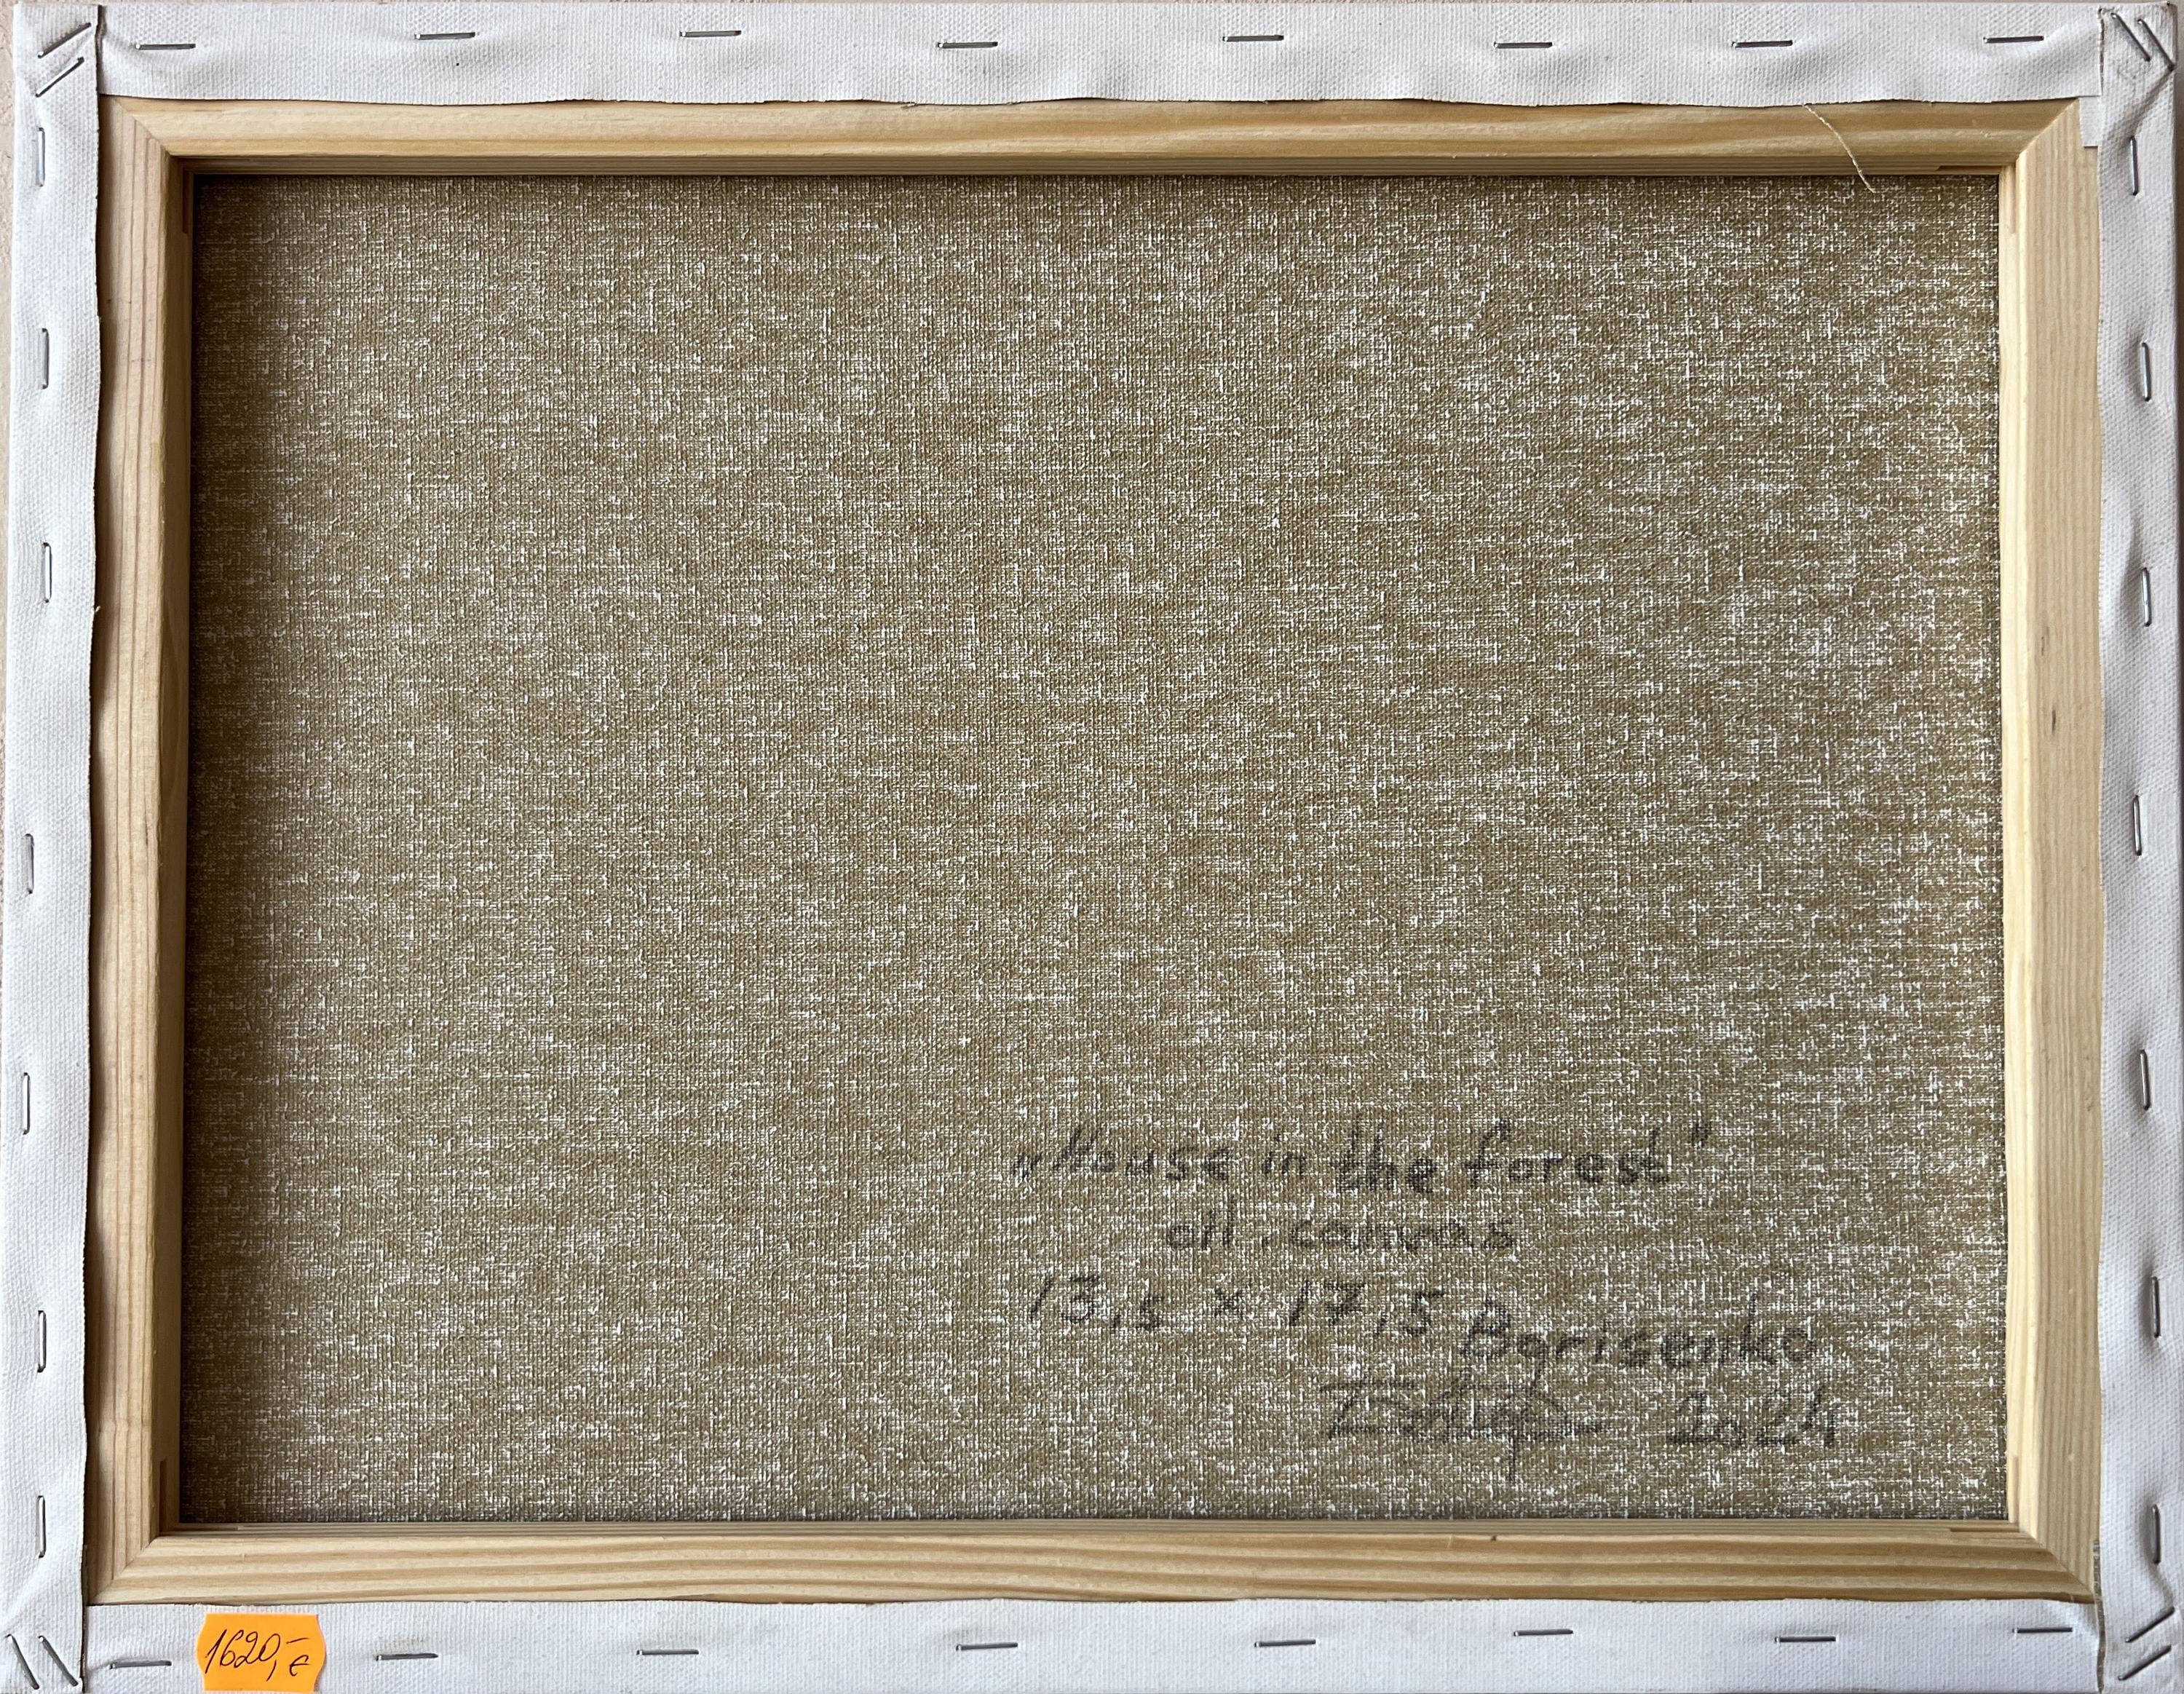 „House in the forest"
oil, canvas
13,5 x 17,5 Borisenko
2024
1620,- €